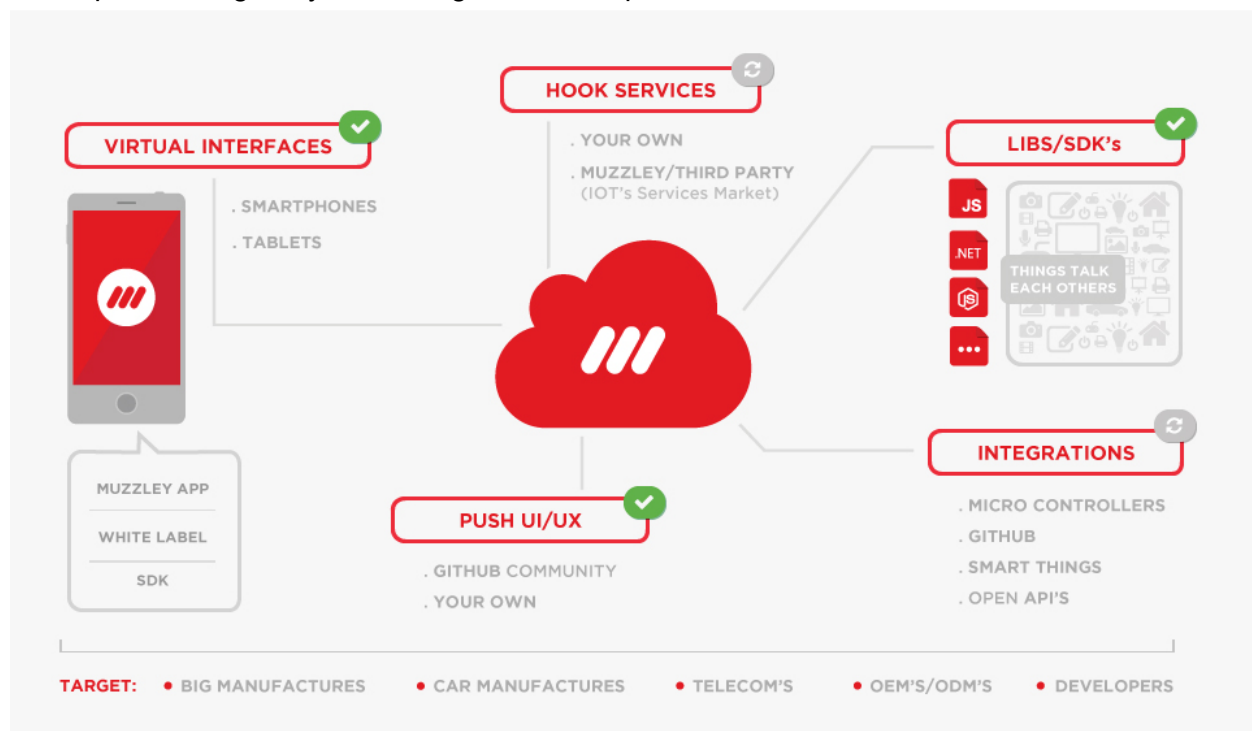 HOOK SERVICES
. YOUR OWN
. MUZZLEY/THIRD PARTY
(IOT's Services Market)
VIRTUAL INTERFACES
. SMARTPHONES
. TABLETS
MUZZLEY APP
WHITE LABEL
SDK
LIBS/SDK's
JS
.NET
JS
THINGS TALK
EACH OTHERS
PUSH UI/UX
. GITHUB COMMUNITY
. YOUR OWN
INTEGRATIONS
. MICRO CONTROLLERS
. GITHUB
. SMART THINGS
. OPEN API'S
TARGET: • BIG MANUFACTURES • CAR MANUFACTURES • TELECOM'S • OEM'S/ODM'S • DEVELOPERS